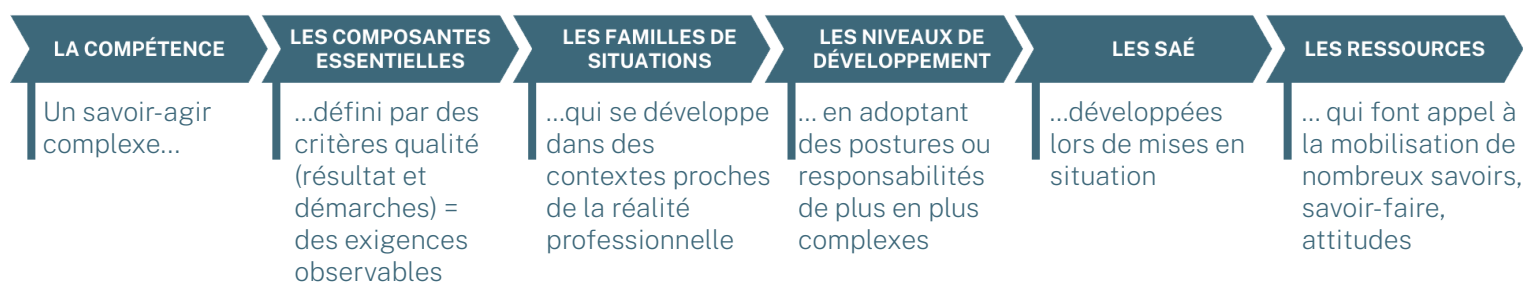 LA COMPÉTENCE
Un savoir-agir
complexe...
LES COMPOSANTES
ESSENTIELLES
...défini par des
critères qualité
(résultat et
démarches) =
des exigences
observables
LES FAMILLES DE
SITUATIONS
...qui se développe
dans des
contextes proches
de la réalité
professionnelle
LES NIVEAUX DE
DÉVELOPPEMENT
... en adoptant
des postures ou
responsabilités
de plus en plus
complexes
LES SAÉ
...développées
lors de mises en
situation
LES RESSOURCES
... qui font appel à
la mobilisation de
nombreux savoirs,
savoir-faire,
attitudes